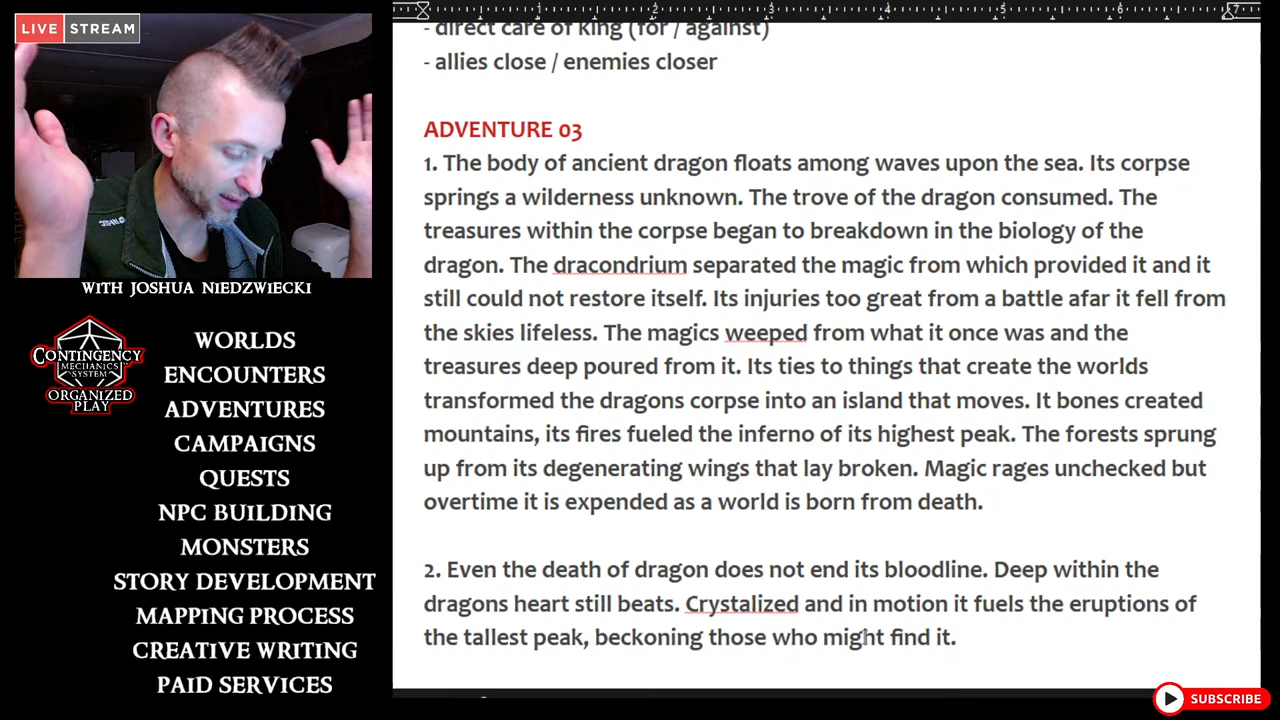 LIVE STREAM
WITH JOSHUA NIEDZWIECKI
CONTINGENCY
MECHANICS
SYSTEM
ORGANIZED
PLAY
WORLDS
ENCOUNTERS
ADVENTURES
CAMPAIGNS
QUESTS
NPC BUILDING
MONSTERS
STORY DEVELOPMENT
MAPPING PROCESS
CREATIVE WRITING
PAID SERVICES
1 2 3 4 5 6 7
- direct care of king (for / against)
- allies close / enemies closer
ADVENTURE 03
1. The body of ancient dragon floats among waves upon the sea. Its corpse
springs a wilderness unknown. The trove of the dragon consumed. The
treasures within the corpse began to breakdown in the biology of the
dragon. The dracondrium separated the magic from which provided it and it
still could not restore itself. Its injuries too great from a battle afar it fell from
the skies lifeless. The magics weeped from what it once was and the
treasures deep poured from it. Its ties to things that create the worlds
transformed the dragons corpse into an island that moves. It bones created
mountains, its fires fueled the inferno of its highest peak. The forests sprung
up from its degenerating wings that lay broken. Magic rages unchecked but
overtime it is expended as a world is born from death.
2. Even the death of dragon does not end its bloodline. Deep within the
dragons heart still beats. Crystalized and in motion it fuels the eruptions of
the tallest peak, beckoning those who might find it.
SUBSCRIBE